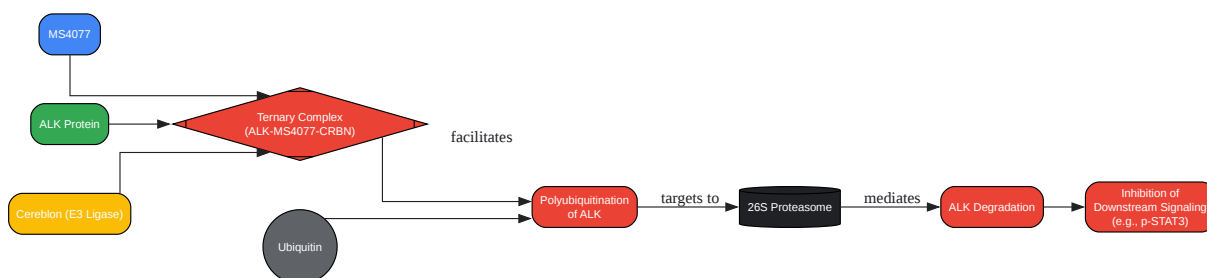 MS4077
ALK Protein
Cereblon (E3 Ligase)
Ternary Complex
(ALK-MS4077-CRBN)
facilitates
Ubiquitin
Polyubiquitination
of ALK
targets to
26S Proteasome
mediates
ALK Degradation
Inhibition of
Downstream Signaling
(e.g., p-STAT3)